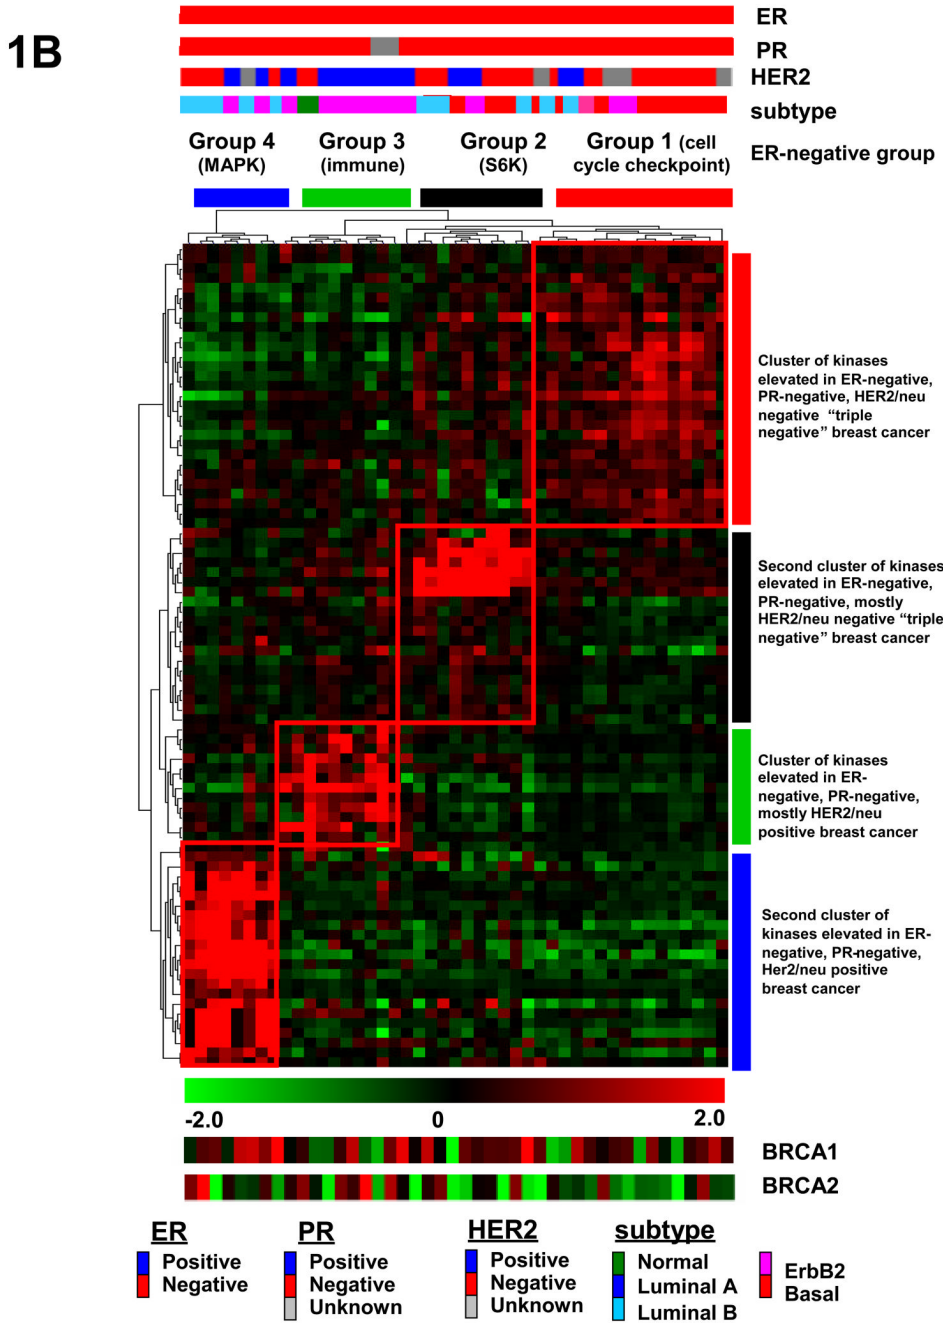 1B
ER
PR
HER2
subtype
Group 4
(MAPK)
Group 3
(immune)
Group 2
(S6K)
Group 1 (cell
cycle checkpoint)
ER-negative group
Cluster of kinases
elevated in ER-negative,
PR-negative, HER2/neu
negative “triple
negative” breast cancer
Second cluster of kinases
elevated in ER-negative,
PR-negative, mostly
HER2/neu negative “triple
negative” breast cancer
Cluster of kinases
elevated in ER-
negative, PR-negative,
mostly HER2/neu
positive breast cancer
Second cluster of
kinases elevated in ER-
negative, PR-negative,
Her2/neu positive
breast cancer
-2.0 0 2.0
BRCA1
BRCA2
ER
Positive
Negative
PR
Positive
Negative
Unknown
HER2
Positive
Negative
Unknown
subtype
Normal
Luminal A
Luminal B
ErbB2
Basal